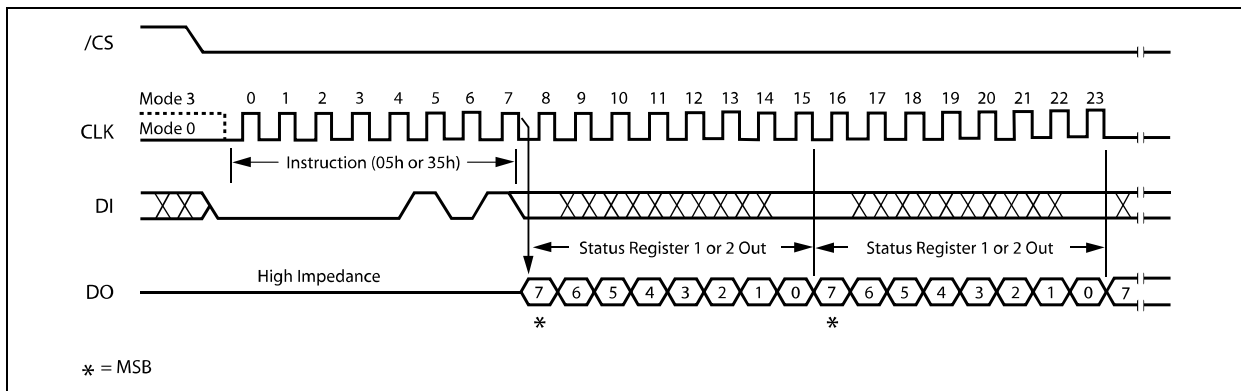 /CS
Mode 3
0 1 2 3 4 5 6 7 8 9 10 11 12 13 14 15 16 17 18 19 20 21 22 23
CLK
Mode 0
Instruction (05h or 35h)
DI
Status Register 1 or 2 Out
Status Register 1 or 2 Out
High Impedance
DO
7 6 5 4 3 2 1 0 7 6 5 4 3 2 1 0 7
* *
* = MSB